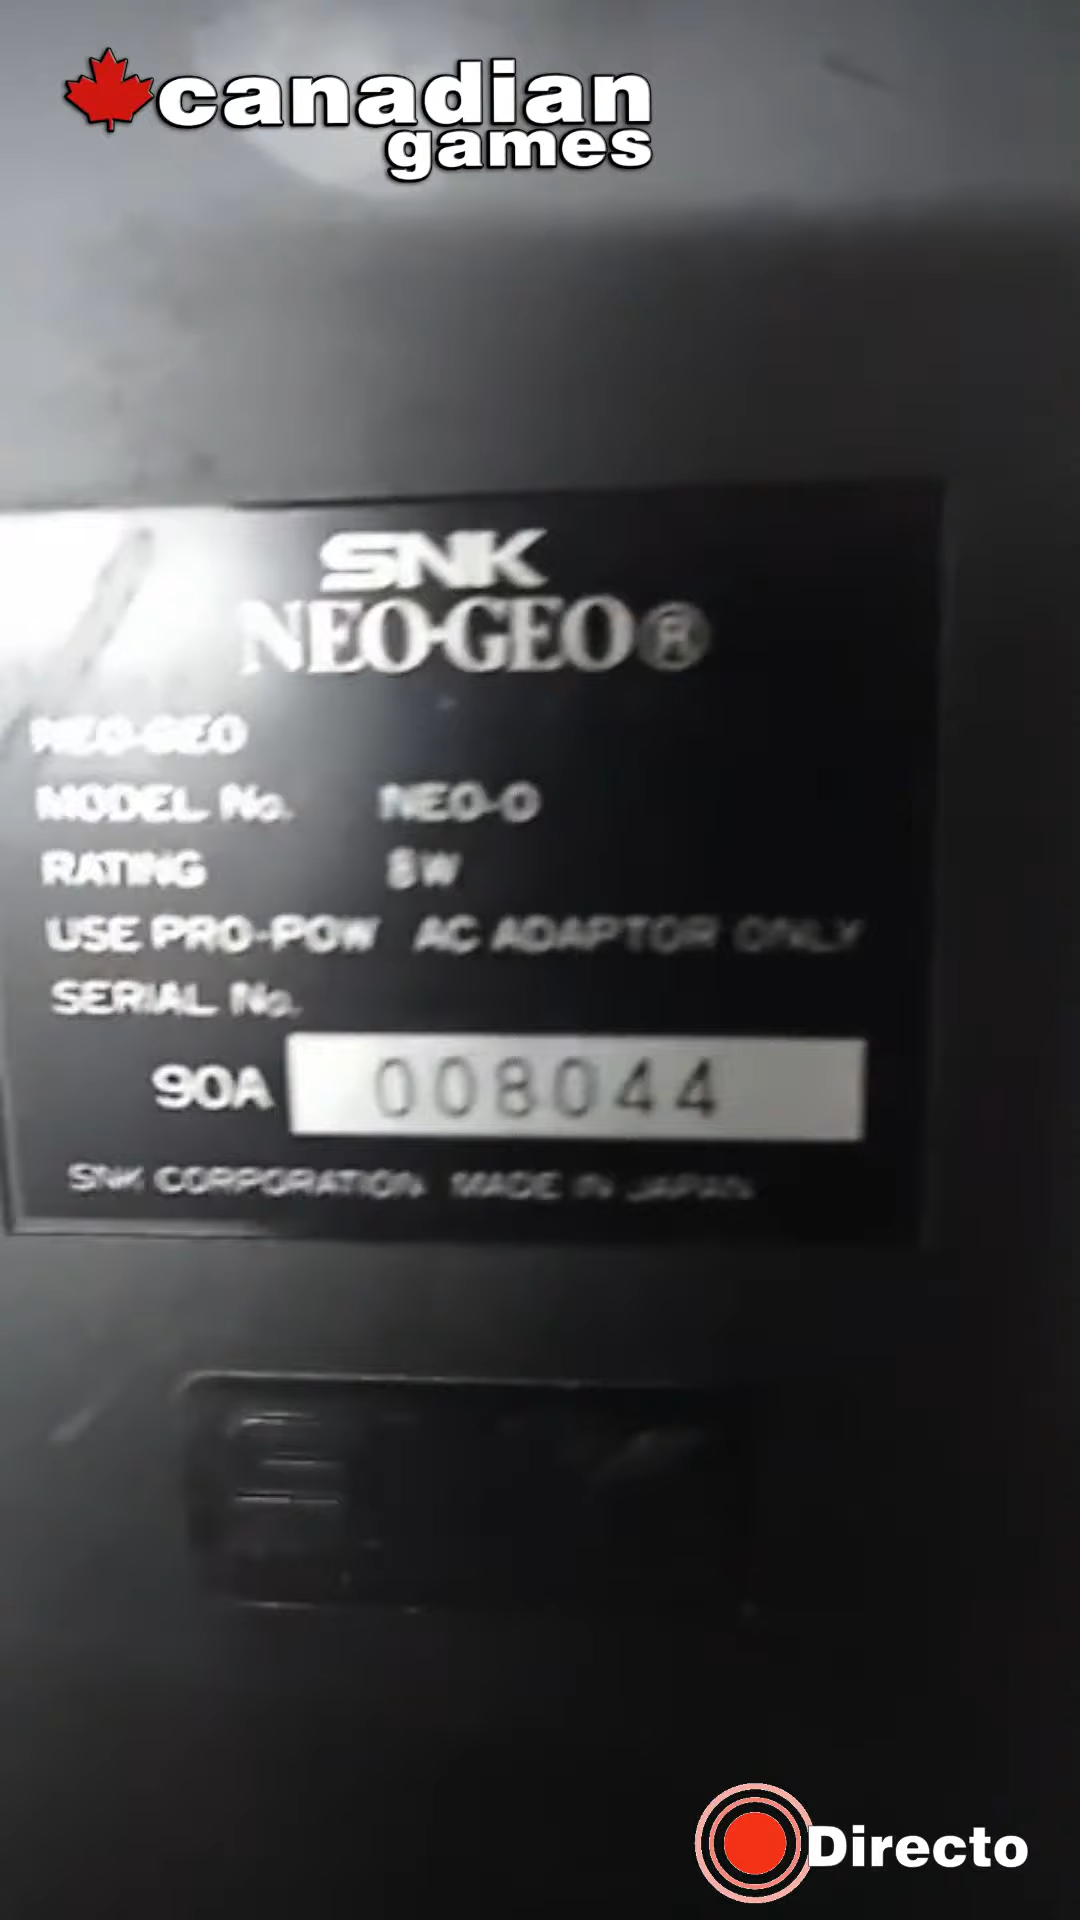 canadian
games
SNK
NEO·GEO®
NEO-GEO
MODEL No. NEO-0
RATING 8W
USE PRO-POW AC ADAPTOR ONLY
SERIAL No.
90A 008044
SNK CORPORATION MADE IN JAPAN
Directo